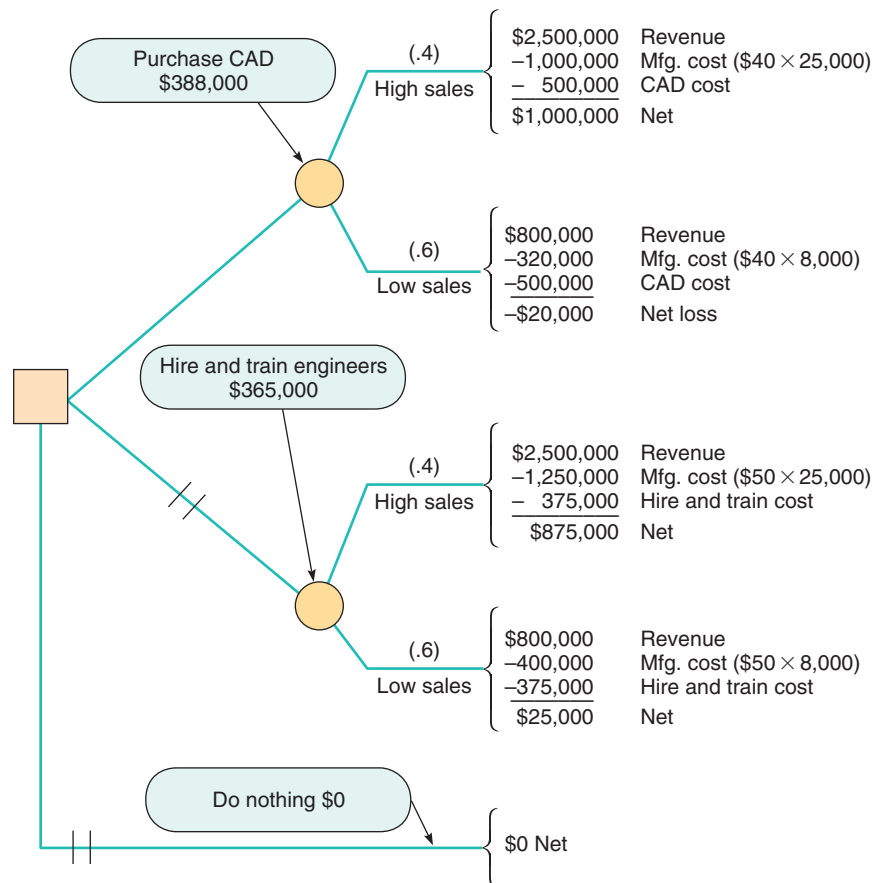 Purchase CAD
$388,000
(.4)
High sales
$2,500,000 Revenue
–1,000,000 Mfg. cost ($40 × 25,000)
– 500,000 CAD cost
$1,000,000 Net
(.6)
Low sales
$800,000 Revenue
–320,000 Mfg. cost ($40 × 8,000)
–500,000 CAD cost
–$20,000 Net loss
Hire and train engineers
$365,000
(.4)
High sales
$2,500,000 Revenue
–1,250,000 Mfg. cost ($50 × 25,000)
– 375,000 Hire and train cost
$875,000 Net
(.6)
Low sales
$800,000 Revenue
–400,000 Mfg. cost ($50 × 8,000)
–375,000 Hire and train cost
$25,000 Net
Do nothing $0
$0 Net